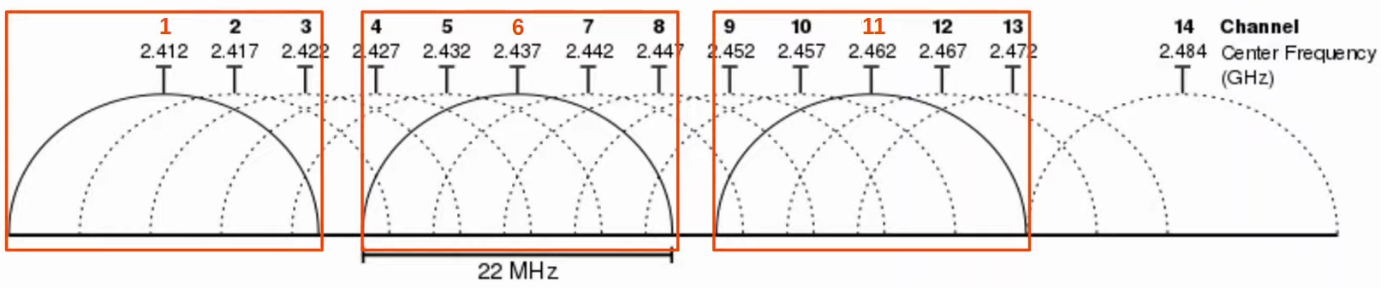 1 2 3 4 5 6 7 8 9 10 11 12 13 14 Channel
2.412 2.417 2.422 2.427 2.432 2.437 2.442 2.447 2.452 2.457 2.462 2.467 2.472 2.484 Center Frequency
(GHz)
22 MHz